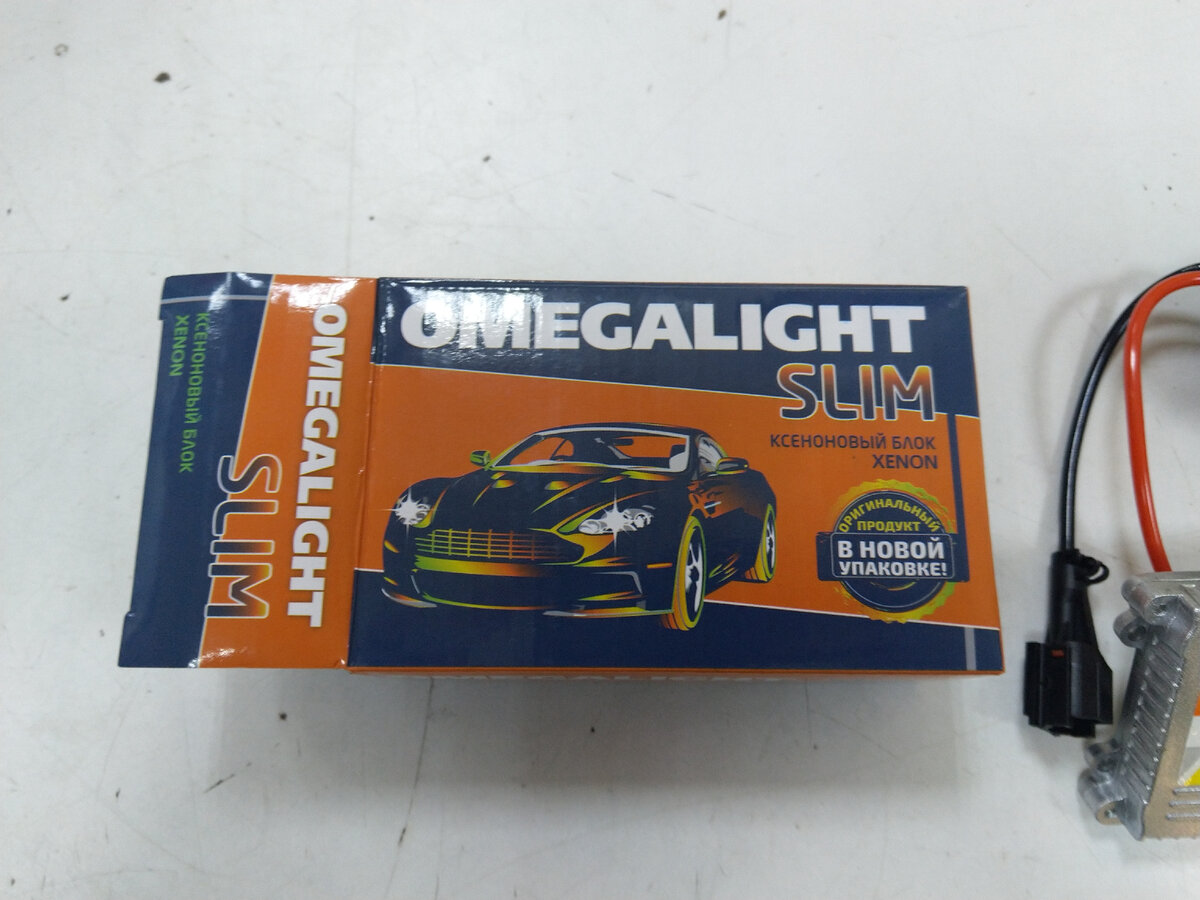 OMEGALIGHT
SLIM
КСЕНОНОВЫЙ БЛОК
XENON
ОРИГИНАЛЬНЫЙ
ПРОДУКТ
В НОВОЙ
УПАКОВКЕ!
OMEGALIGHT
SLIM
КСЕНОНОВЫЙ БЛОК
XENON